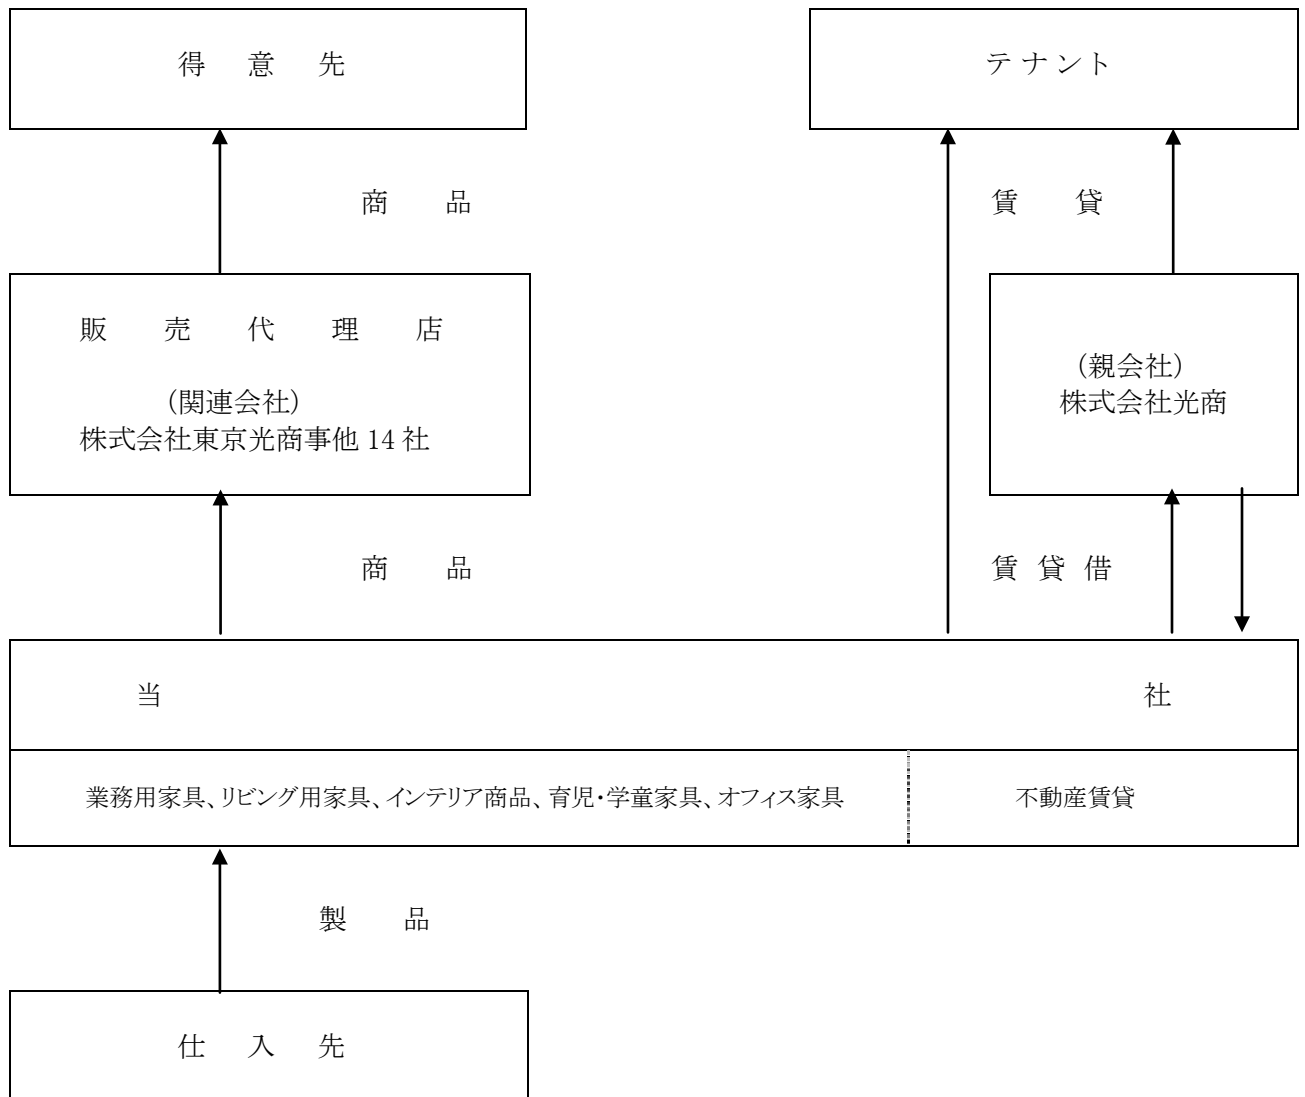 得意先
テナント
商品
賃貸
販売代理店
(関連会社)
株式会社東京光商事他14社
(親会社)
株式会社光商
商品
賃貸借
当社
業務用家具、リビング用家具、インテリア商品、育児・学童家具、オフィス家具
不動産賃貸
製品
仕入先